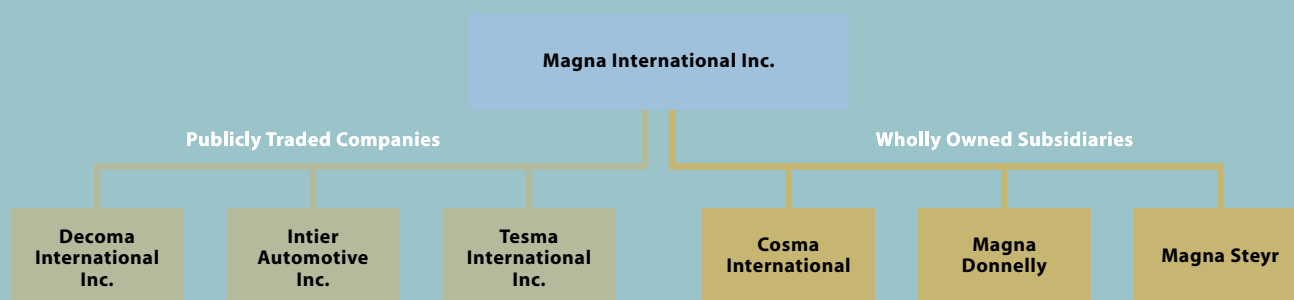 Magna International Inc.
Publicly Traded Companies
Wholly Owned Subsidiaries
Decoma
International
Inc.
Intier
Automotive
Inc.
Tesma
International
Inc.
Cosma
International
Magna
Donnelly
Magna Steyr